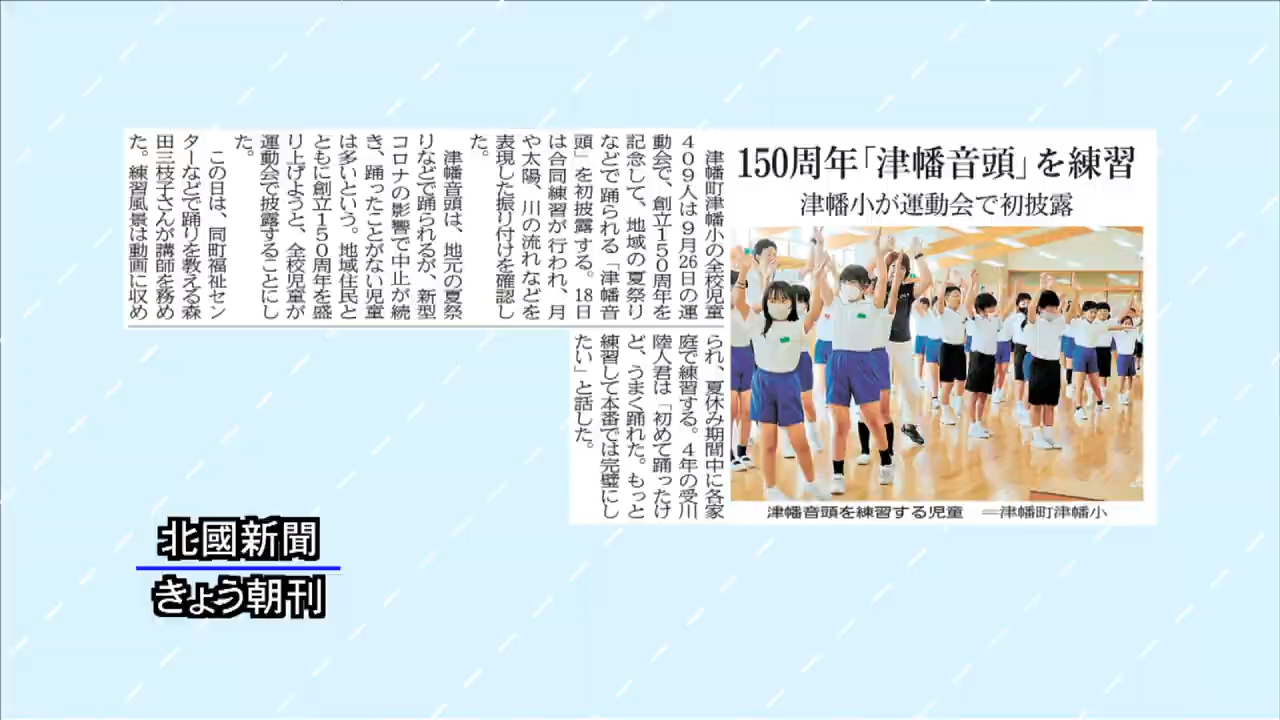 150周年「津幡音頭」を練習
津幡小が運動会で初披露
津幡町津幡小の全校児童
409人は9月26日の運
動会で、創立150周年を
記念して、地域の夏祭り
などで踊られる「津幡音
頭」を初披露する。18日
は合同練習が行われ、月
や太陽、川の流れなどを
表現した振り付けを確認し
た。
津幡音頭は、地元の夏祭
りなどで踊られるが、新型
コロナの影響で中止が続
き、踊ったことがない児童
は多いという。地域住民と
ともに創立150周年を盛
り上げようと、全校児童が
運動会で披露することにし
た。
この日は、同町福祉セン
ターなどで踊りを教える森
田三枝子さんが講師を務め
た。練習風景は動画に収め
られ、夏休み期間中に各家
庭で練習する。4年の受川
陸人君は「初めて踊ったけ
ど、うまく踊れた。もっと
練習して本番では完璧にし
たい」と話した。
津幡音頭を練習する児童 =津幡町津幡小
北國新聞
きょう朝刊